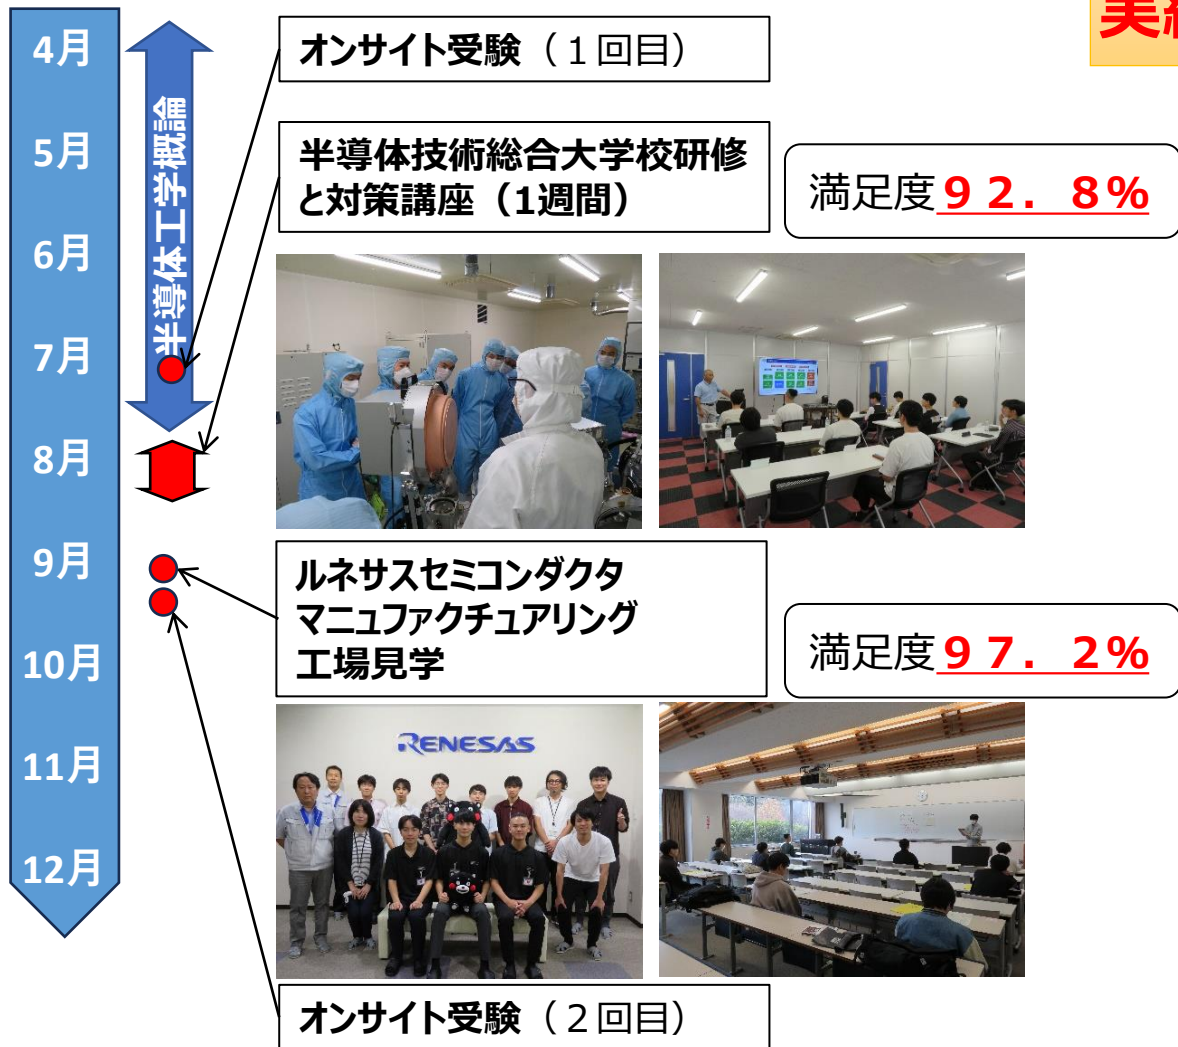 4月
5月
6月
7月
8月
9月
10月
11月
12月
半導体工学概論
オンサイト受験（１回目）
半導体技術総合大学校研修
と対策講座（1週間）
満足度９２．８%
ルネサスセミコンダクタ
マニュファクチュアリング
工場見学
満足度９７．２%
RENESAS
オンサイト受験（２回目）